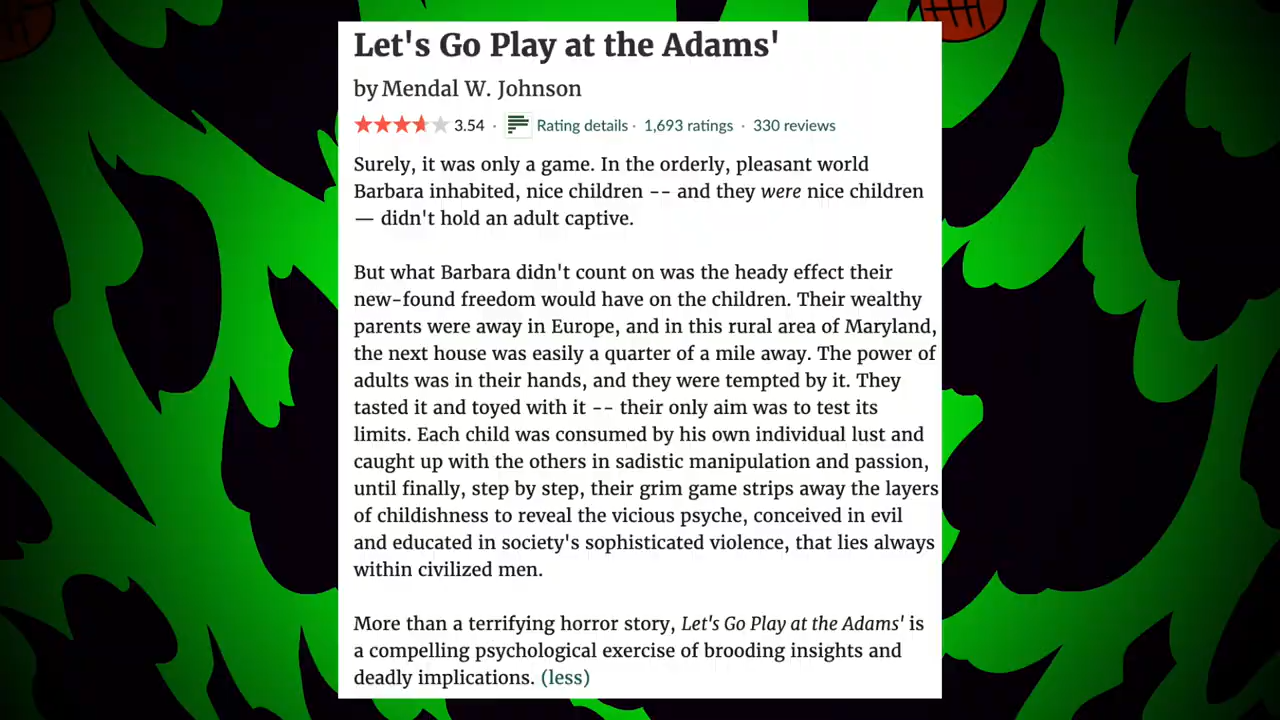 Let's Go Play at the Adams'
by Mendal W. Johnson
3.54 · Rating details · 1,693 ratings · 330 reviews
Surely, it was only a game. In the orderly, pleasant world
Barbara inhabited, nice children -- and they were nice children
— didn't hold an adult captive.
But what Barbara didn't count on was the heady effect their
new-found freedom would have on the children. Their wealthy
parents were away in Europe, and in this rural area of Maryland,
the next house was easily a quarter of a mile away. The power of
adults was in their hands, and they were tempted by it. They
tasted it and toyed with it -- their only aim was to test its
limits. Each child was consumed by his own individual lust and
caught up with the others in sadistic manipulation and passion,
until finally, step by step, their grim game strips away the layers
of childishness to reveal the vicious psyche, conceived in evil
and educated in society's sophisticated violence, that lies always
within civilized men.
More than a terrifying horror story, Let's Go Play at the Adams' is
a compelling psychological exercise of brooding insights and
deadly implications. (less)